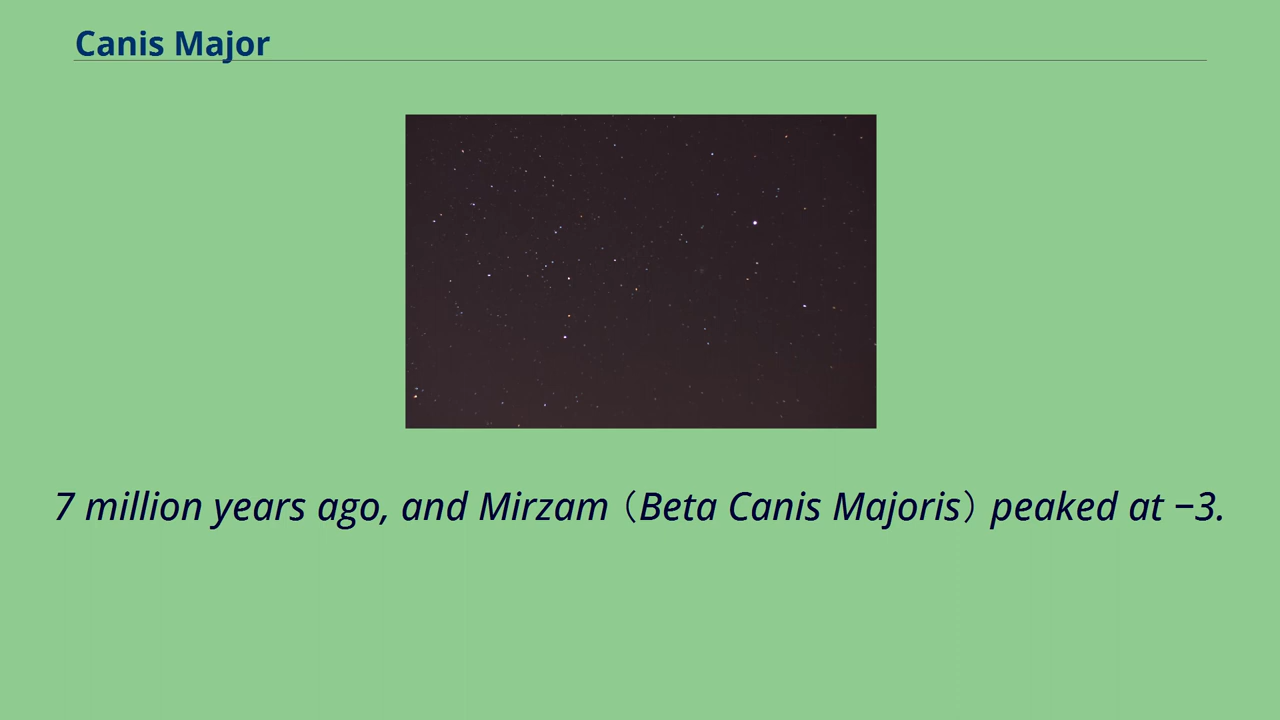 Canis Major
7 million years ago, and Mirzam（Beta Canis Majoris）peaked at −3.